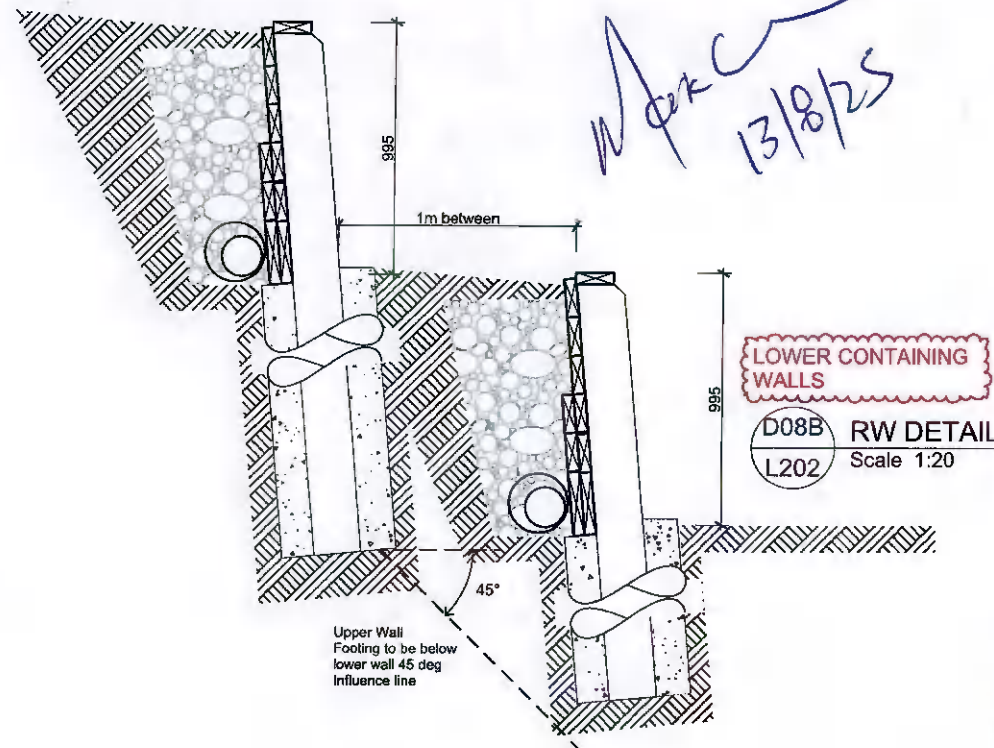 13/8/25
995
1m between
995
LOWER CONTAINING
WALLS
D08B
L202
RW DETAIL
Scale 1:20
45°
Upper Wall
Footing to be below
lower wall 45 deg
Influence line